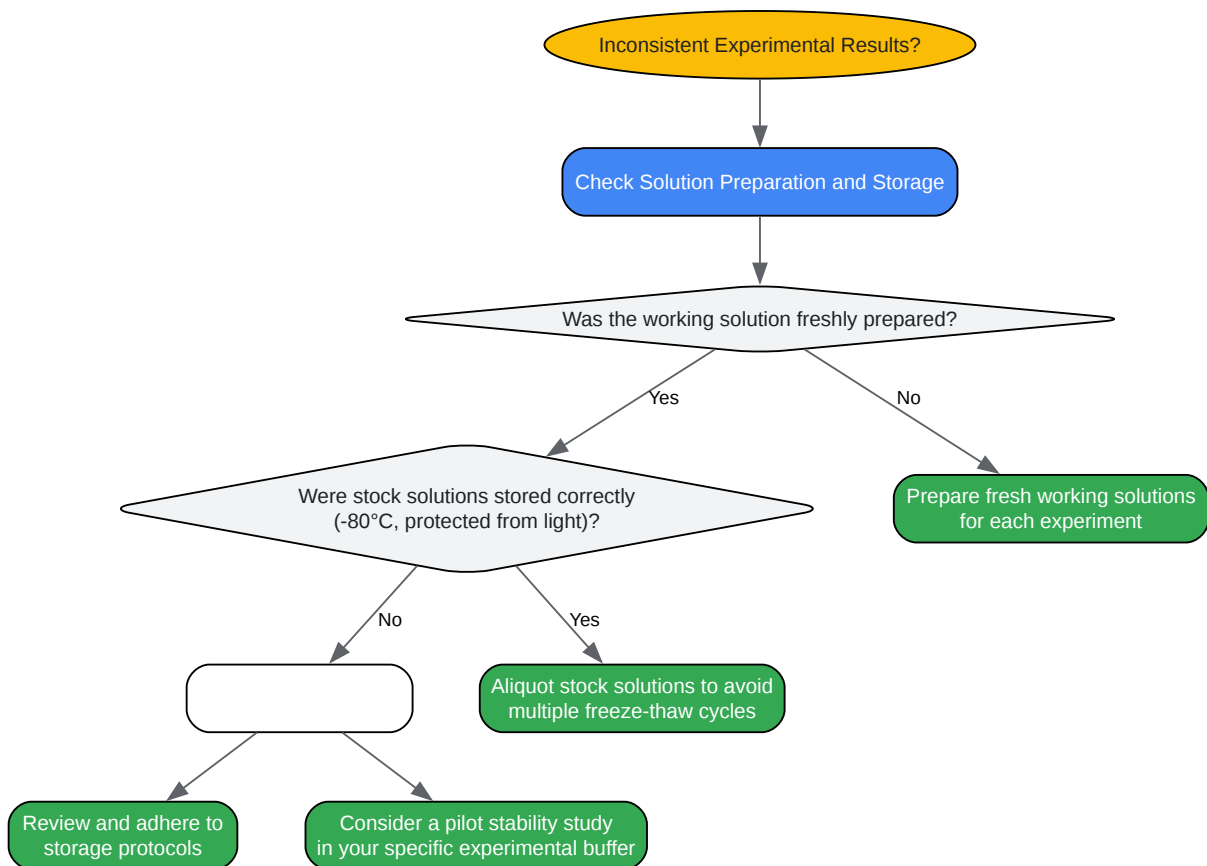 Inconsistent Experimental Results?
Check Solution Preparation and Storage
Was the working solution freshly prepared?
Yes
No
Were stock solutions stored correctly
(-80°C, protected from light)?
Prepare fresh working solutions
for each experiment
No
Yes
Aliquot stock solutions to avoid
multiple freeze-thaw cycles
Review and adhere to
storage protocols
Consider a pilot stability study
in your specific experimental buffer